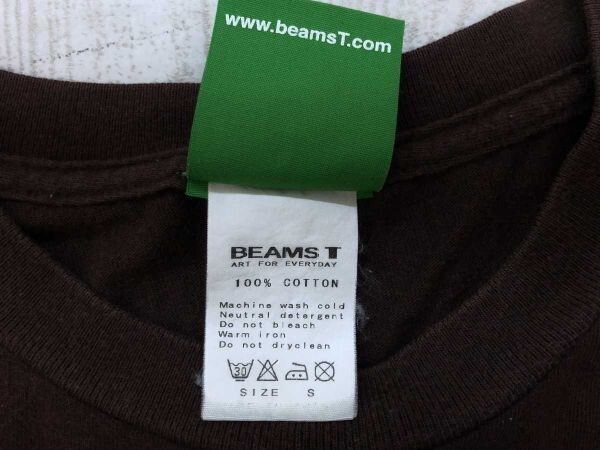 www.beamsT.com
BEAMS T
ART FOR EVERYDAY
100% COTTON
Machine wash cold
Neutral detergent
Do not bleach
Warm iron
Do not dryclean
30
SIZE S